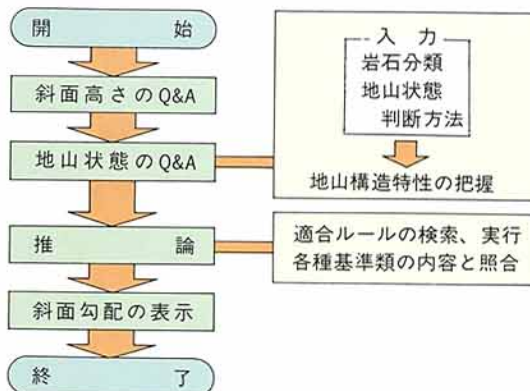 開始
斜面高さのQ&A
地山状態のQ&A
推論
斜面勾配の表示
終了
入力
岩石分類
地山状態
判断方法
地山構造特性の把握
適合ルールの検索、実行
各種基準類の内容と照合